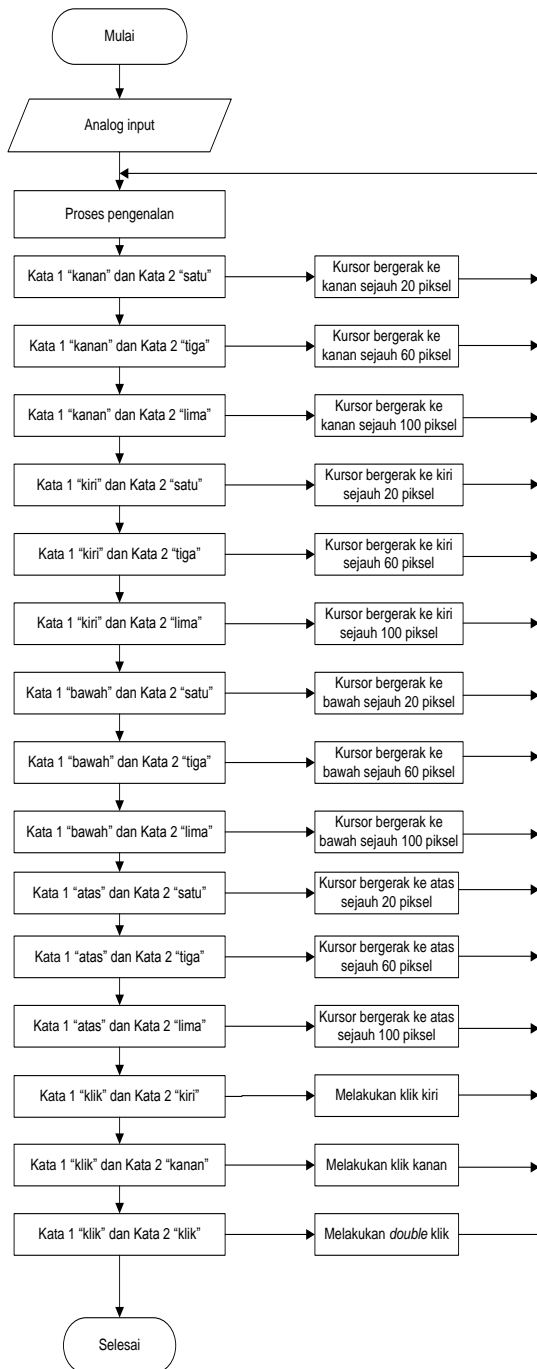 Mulai
Analog input
Proses pengenalan
Kata 1 “kanan” dan Kata 2 “satu”
Kursor bergerak ke
kanan sejauh 20 piksel
Kata 1 “kanan” dan Kata 2 “tiga”
Kursor bergerak ke
kanan sejauh 60 piksel
Kata 1 “kanan” dan Kata 2 “lima”
Kursor bergerak ke
kanan sejauh 100 piksel
Kata 1 “kiri” dan Kata 2 “satu”
Kursor bergerak ke kiri
sejauh 20 piksel
Kata 1 “kiri” dan Kata 2 “tiga”
Kursor bergerak ke kiri
sejauh 60 piksel
Kata 1 “kiri” dan Kata 2 “lima”
Kursor bergerak ke kiri
sejauh 100 piksel
Kata 1 “bawah” dan Kata 2 “satu”
Kursor bergerak ke
bawah sejauh 20 piksel
Kata 1 “bawah” dan Kata 2 “tiga”
Kursor bergerak ke
bawah sejauh 60 piksel
Kata 1 “bawah” dan Kata 2 “lima”
Kursor bergerak ke
bawah sejauh 100 piksel
Kata 1 “atas” dan Kata 2 “satu”
Kursor bergerak ke atas
sejauh 20 piksel
Kata 1 “atas” dan Kata 2 “tiga”
Kursor bergerak ke atas
sejauh 60 piksel
Kata 1 “atas” dan Kata 2 “lima”
Kursor bergerak ke atas
sejauh 100 piksel
Kata 1 “klik” dan Kata 2 “kiri”
Melakukan klik kiri
Kata 1 “klik” dan Kata 2 “kanan”
Melakukan klik kanan
Kata 1 “klik” dan Kata 2 “klik”
Melakukan double klik
Selesai